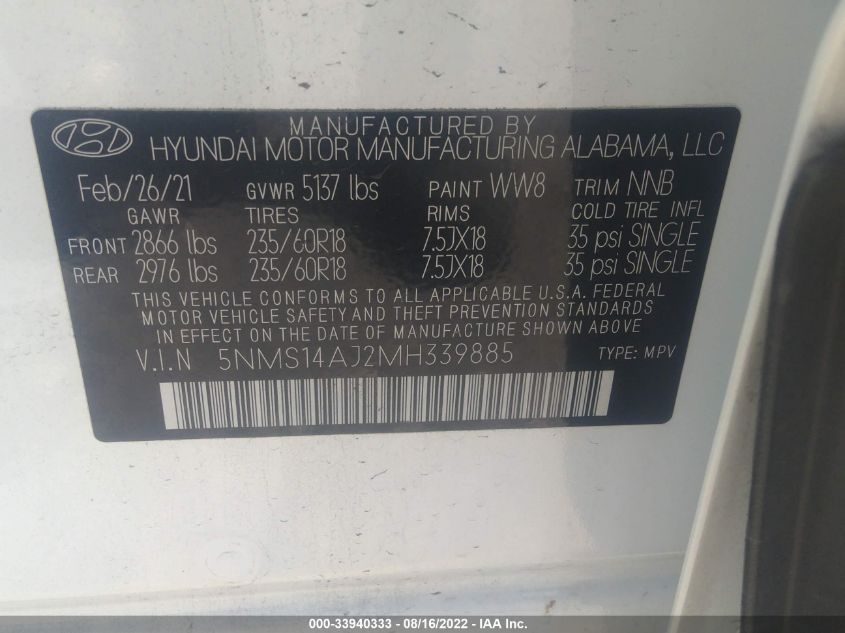 MANUFACTURED BY
HYUNDAI MOTOR MANUFACTURING ALABAMA, LLC
Feb/26/21 GVWR 5137 lbs PAINT WW8 TRIM NNB
GAWR TIRES RIMS COLD TIRE INFL
FRONT 2866 lbs 235/60R18 7.5JX18 35 psi SINGLE
REAR 2976 lbs 235/60R18 7.5JX18 35 psi SINGLE
THIS VEHICLE CONFORMS TO ALL APPLICABLE U.S.A. FEDERAL
MOTOR VEHICLE SAFETY AND THEFT PREVENTION STANDARDS
IN EFFECT ON THE DATE OF MANUFACTURE SHOWN ABOVE
V.I.N 5NMS14AJ2MH339885 TYPE: MPV
000-33940333 - 08/16/2022 - IAA Inc.